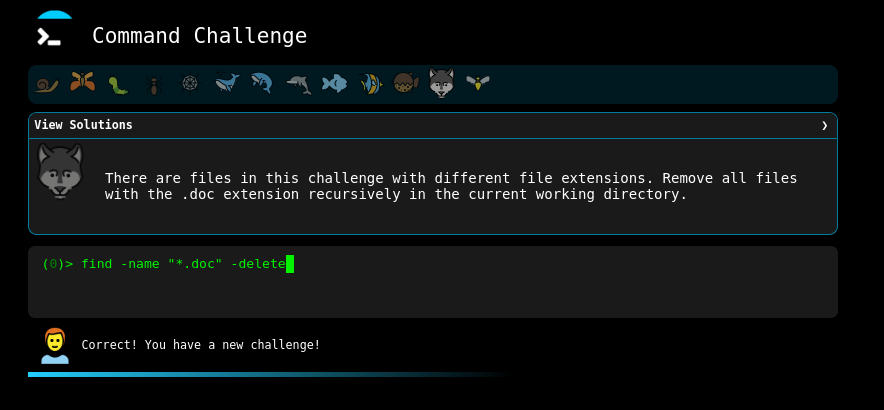 Command Challenge
View Solutions
There are files in this challenge with different file extensions. Remove all files
with the .doc extension recursively in the current working directory.
(0)> find -name "*.doc" -delete
Correct! You have a new challenge!